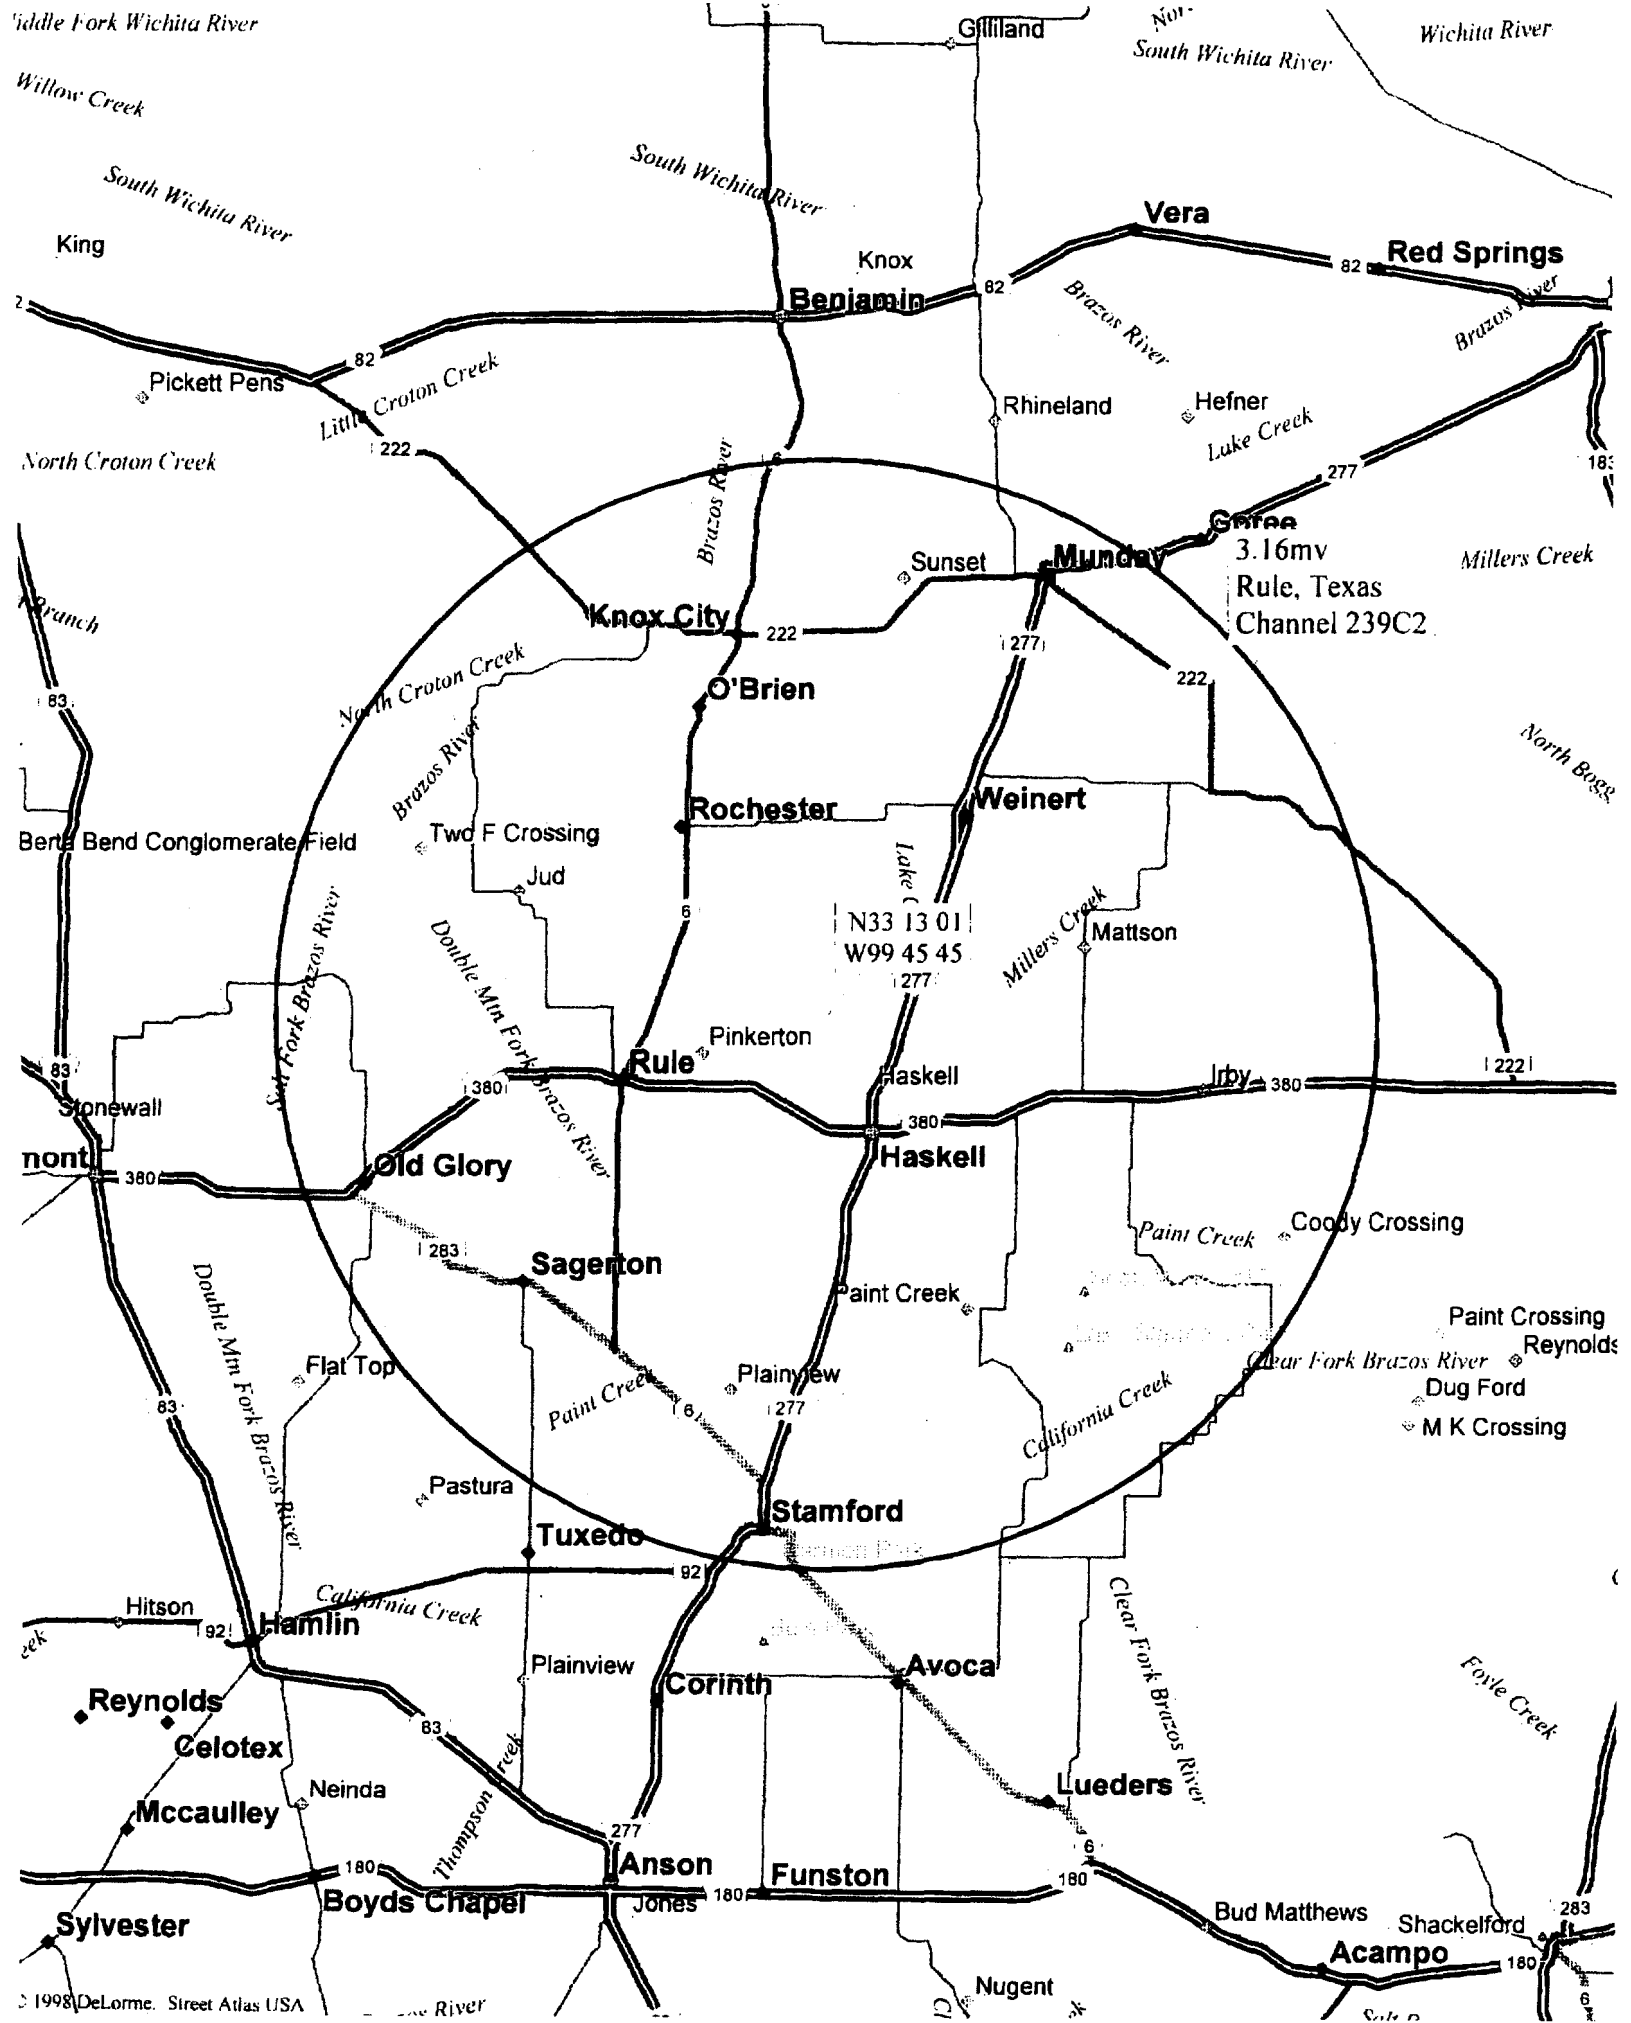 iddle Fork Wichita River
Gilliland
South Wichita River
Wichita River
Willow Creek
South Wichita River
South Wichita River
Vera
King
Knox
Red Springs
82
82
Benjamin
Brazos River
Brazos River
82
Pickett Pens
Little Croton Creek
Rhineland
Hefner
Lake Creek
222
North Croton Creek
6
277
183
Brazos River
Goree
Munday
3.16mv
Rule, Texas
Channel 239C2
Millers Creek
Sunset
Branch
Knox City
222
277
North Croton Creek
222
O'Brien
83
Brazos River
North Bogg
Weinert
Rochester
Berta Bend Conglomerate Field
Two F Crossing
Lake C
Jud
6
N33 13 01
W99 45 45
277
Millers Creek
Mattson
Salt Fork Brazos River
Double Mtn Fork Brazos River
Pinkerton
Rule
83
380
Haskell
Irby
380
222
Stonewall
380
Haskell
mont
380
Old Glory
Paint Creek
Coody Crossing
283
Sagerton
Double Mtn Fork Brazos River
Paint Creek
Paint Crossing
Reynolds
Clear Fork Brazos River
Flat Top
Plainview
Dug Ford
Paint Creek
6
277
83
California Creek
M K Crossing
Pastura
Stamford
Tuxedo
92
California Creek
Clear Fork Brazos River
Hitson
92
Hamlin
eek
Plainview
Avoca
Corinth
Foyle Creek
Reynolds
Celotex
83
Thompson Creek
Neinda
Lueders
Mccaulley
277
6
180
Anson
Funston
180
Boyds Chapel
Jones
180
283
Sylvester
Bud Matthews
Shackelford
Acampo
180
Nugent
6
1998 DeLorme. Street Atlas USA
River